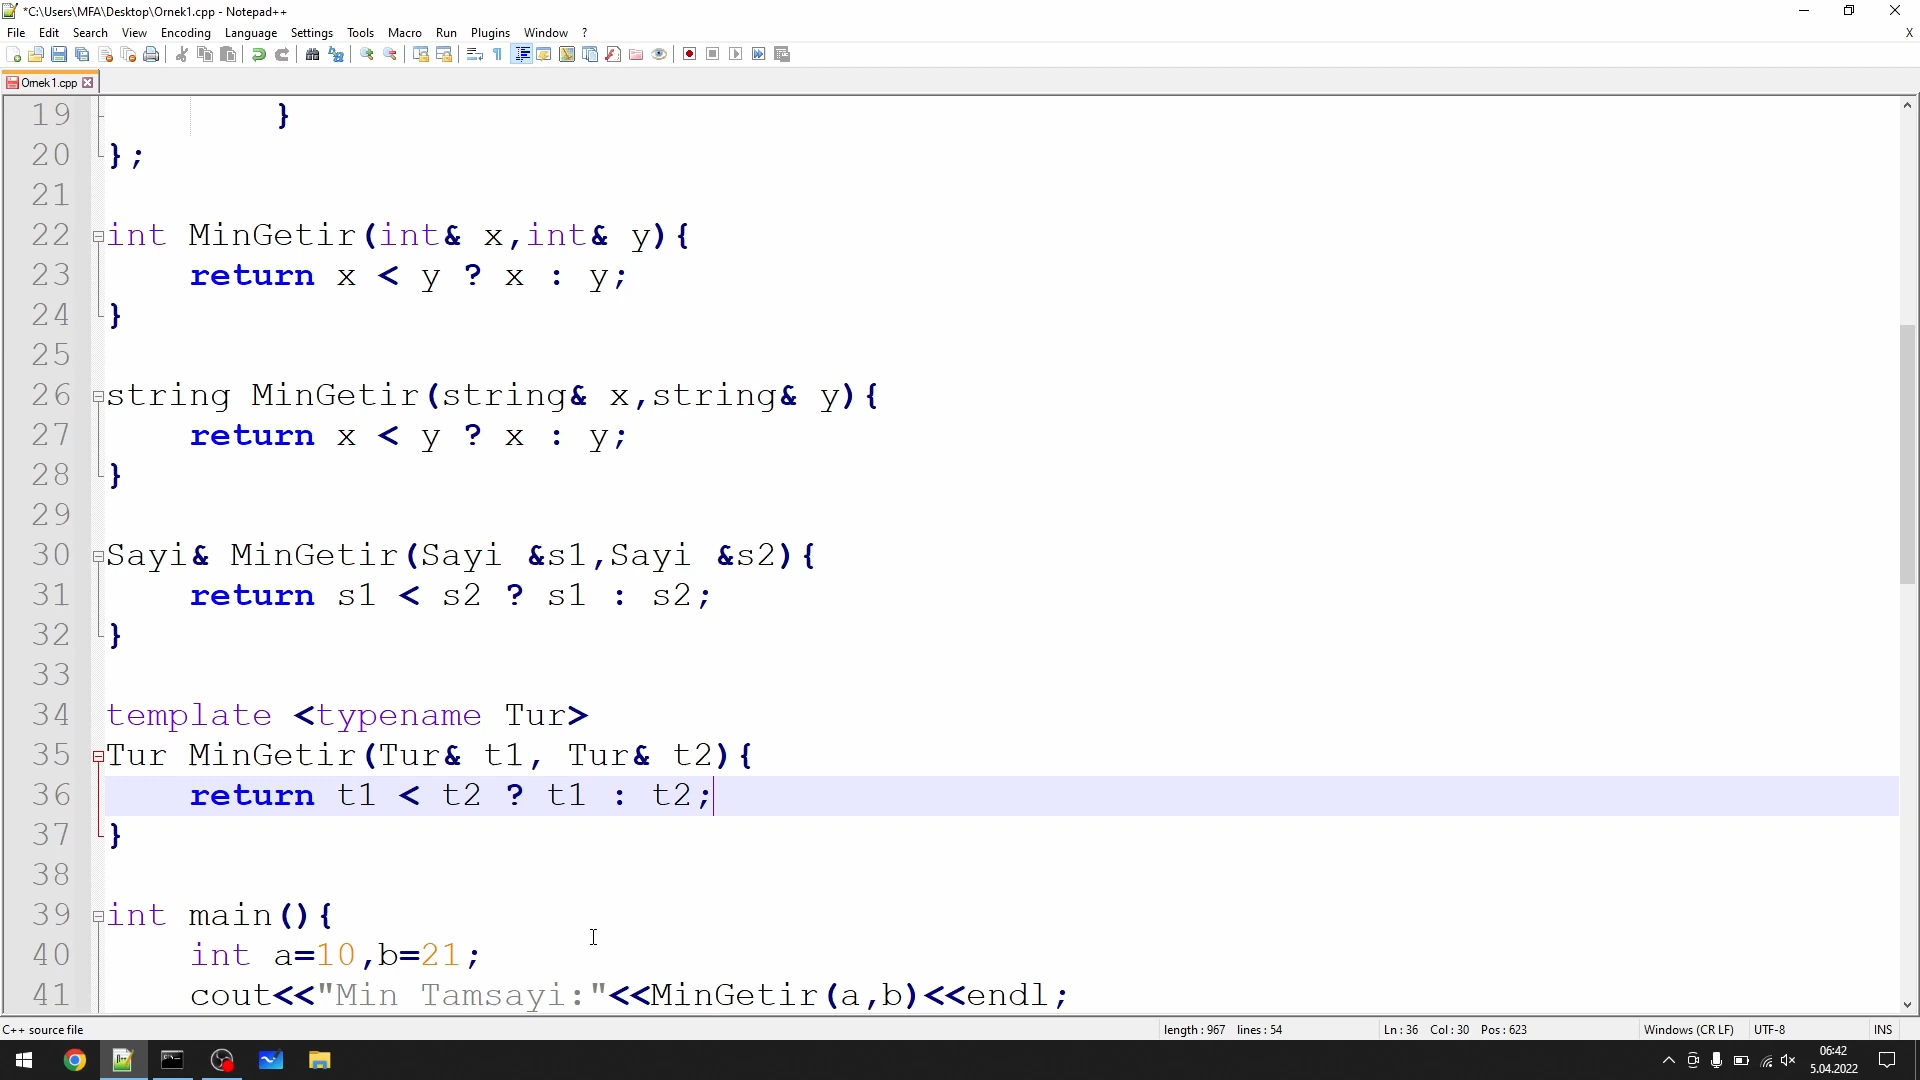 *C:\Users\MFA\Desktop\Ornek1.cpp - Notepad++
File Edit Search View Encoding Language Settings Tools Macro Run Plugins Window ? X
Ornek1.cpp
19 }
20 };
21
22 int MinGetir(int& x,int& y){
23 return x < y ? x : y;
24 }
25
26 string MinGetir(string& x,string& y){
27 return x < y ? x : y;
28 }
29
30 Sayi& MinGetir(Sayi &s1,Sayi &s2){
31 return s1 < s2 ? s1 : s2;
32 }
33
34 template <typename Tur>
35 Tur MinGetir(Tur& t1, Tur& t2){
36 return t1 < t2 ? t1 : t2;
37 }
38
39 int main(){
40 int a=10,b=21;
41 cout<<"Min Tamsayi:"<<MinGetir(a,b)<<endl;
C++ source file length : 967 lines : 54 Ln : 36 Col : 30 Pos : 623 Windows (CR LF) UTF-8 INS
06:42
5.04.2022